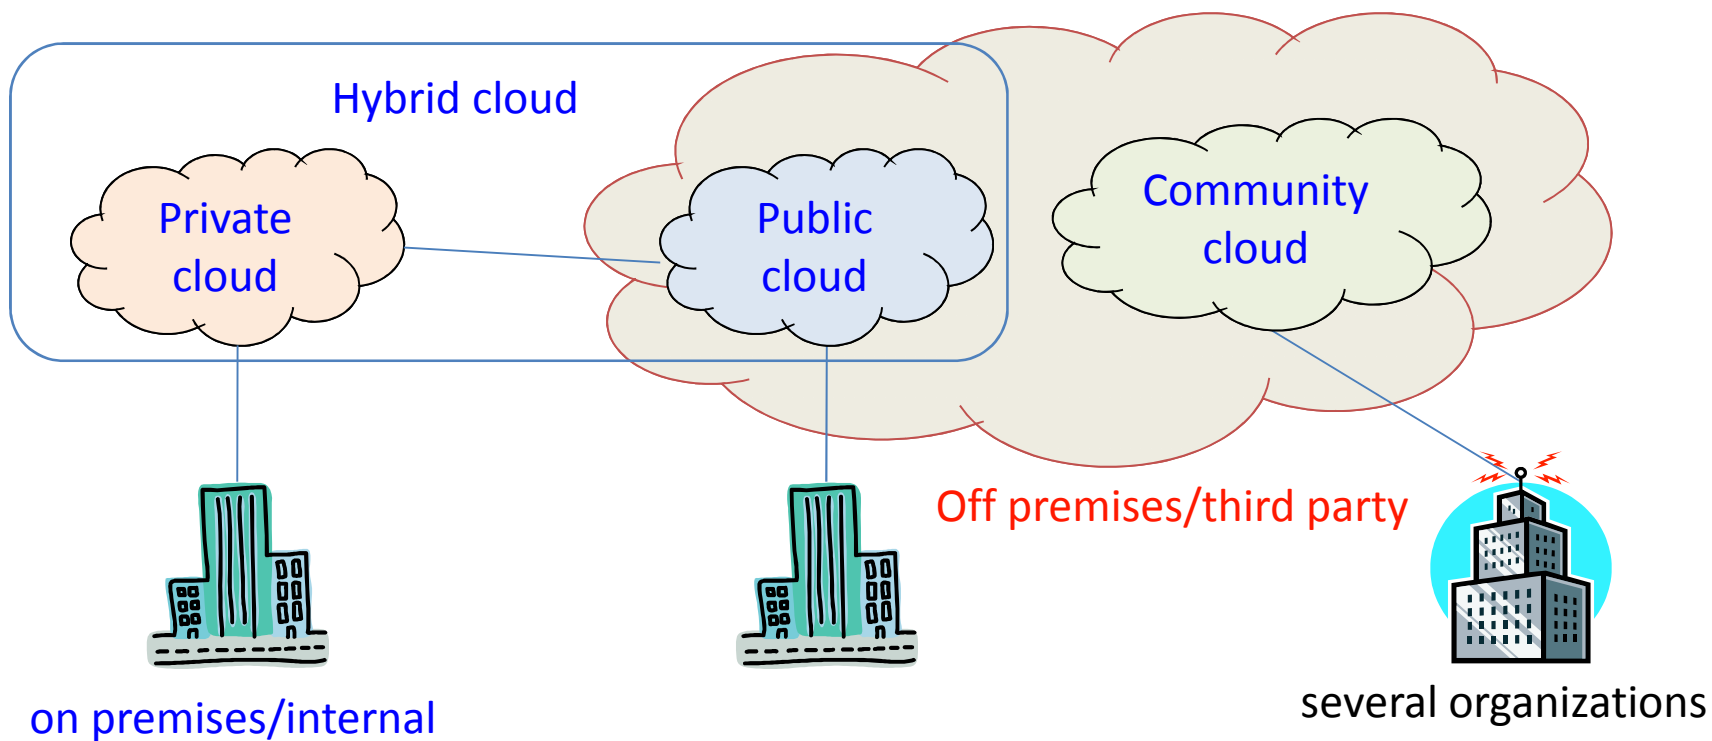 Hybrid cloud
Private
cloud
Public
cloud
Community
cloud
Off premises/third party
on premises/internal
several organizations